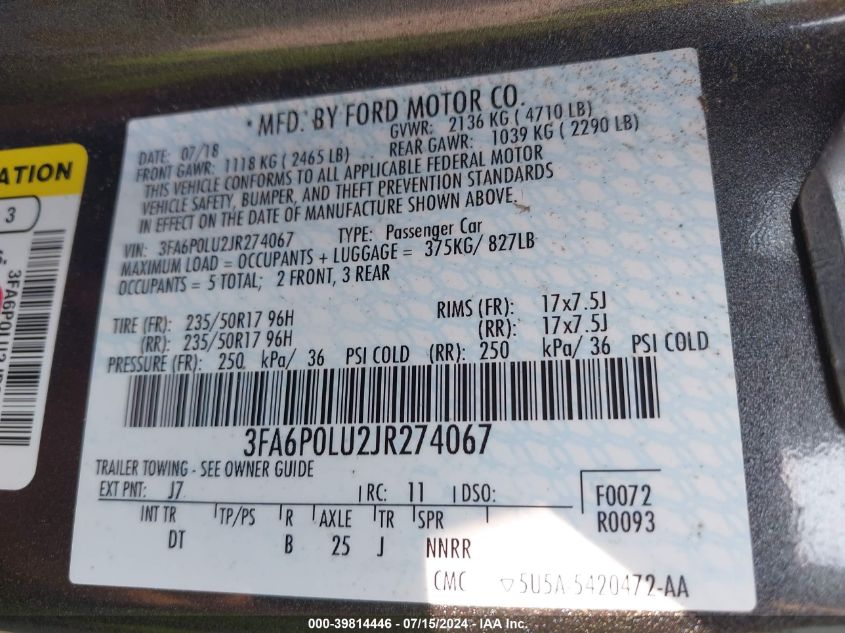 MFD. BY FORD MOTOR CO.
DATE: 07/18 GVWR: 2136 KG ( 4710 LB)
FRONT GAWR: 1118 KG ( 2465 LB) REAR GAWR: 1039 KG ( 2290 LB)
THIS VEHICLE CONFORMS TO ALL APPLICABLE FEDERAL MOTOR
VEHICLE SAFETY, BUMPER, AND THEFT PREVENTION STANDARDS
IN EFFECT ON THE DATE OF MANUFACTURE SHOWN ABOVE.
VIN: 3FA6P0LU2JR274067 TYPE: Passenger Car
MAXIMUM LOAD = OCCUPANTS + LUGGAGE = 375KG/ 827LB
OCCUPANTS = 5 TOTAL; 2 FRONT, 3 REAR
TIRE (FR): 235/50R17 96H RIMS (FR): 17x7.5J
(RR): 235/50R17 96H (RR): 17x7.5J
PRESSURE (FR): 250 kPa/ 36 PSI COLD (RR): 250 kPa/ 36 PSI COLD
3FA6P0LU2JR274067
TRAILER TOWING - SEE OWNER GUIDE
EXT PNT: J7 RC: 11 DSO: F0072
INT TR TP/PS R AXLE TR SPR R0093
DT B 25 J NNRR
CMC 5U5A-5420472-AA
ATION
3
000-39814446 - 07/15/2024 - IAA Inc.